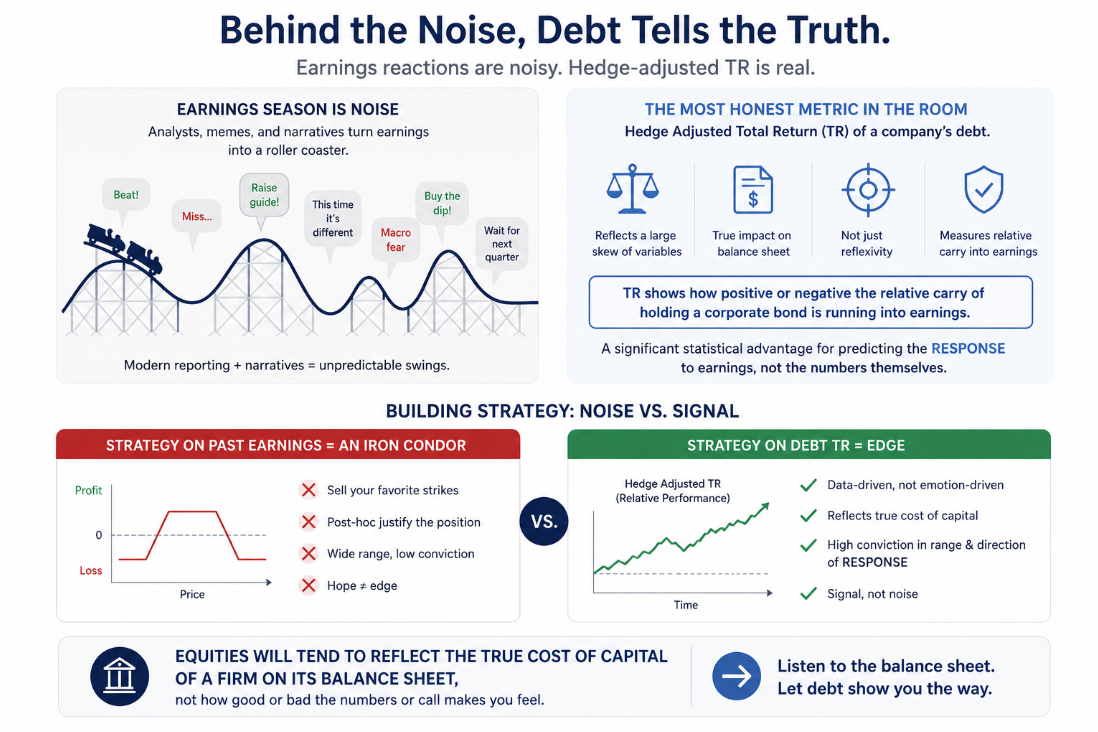 Behind the Noise, Debt Tells the Truth.
Earnings reactions are noisy. Hedge-adjusted TR is real.
EARNINGS SEASON IS NOISE
Analysts, memes, and narratives turn earnings
into a roller coaster.
Beat!
Miss...
Raise
guide!
This time
it's
different
Macro
fear
Buy the
dip!
Wait for
next
quarter
Modern reporting + narratives = unpredictable swings.
THE MOST HONEST METRIC IN THE ROOM
Hedge Adjusted Total Return (TR) of a company's debt.
$
Reflects a large
skew of variables
True impact on
balance sheet
Not just
reflexivity
Measures relative
carry into earnings
TR shows how positive or negative the relative carry of
holding a corporate bond is running into earnings.
A significant statistical advantage for predicting the RESPONSE
to earnings, not the numbers themselves.
BUILDING STRATEGY: NOISE VS. SIGNAL
STRATEGY ON PAST EARNINGS = AN IRON CONDOR
Profit
0
Loss
Price
Sell your favorite strikes
Post-hoc justify the position
Wide range, low conviction
Hope ≠ edge
VS.
STRATEGY ON DEBT TR = EDGE
Hedge Adjusted TR
(Relative Performance)
Time
Data-driven, not emotion-driven
Reflects true cost of capital
High conviction in range & direction
of RESPONSE
Signal, not noise
EQUITIES WILL TEND TO REFLECT THE TRUE COST OF CAPITAL
OF A FIRM ON ITS BALANCE SHEET,
not how good or bad the numbers or call makes you feel.
Listen to the balance sheet.
Let debt show you the way.